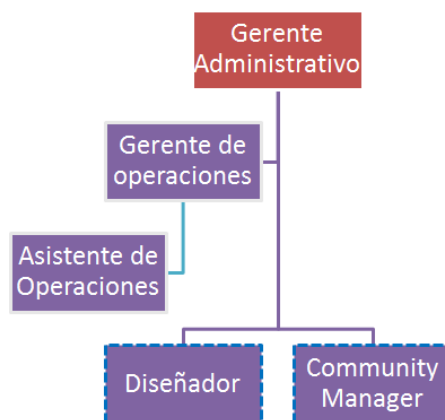 Gerente
Administrativo
Gerente de
operaciones
Asistente de
Operaciones
Diseñador
Community
Manager